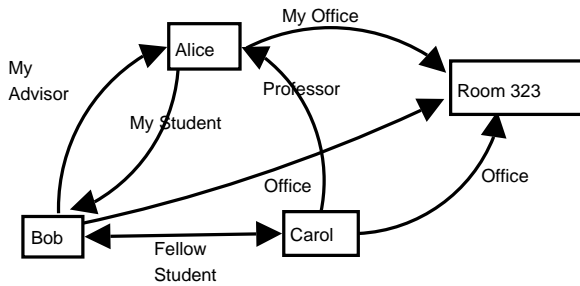 My Office
Alice
My
Advisor
Professor
Room 323
My Student
Office
Office
Bob
Carol
Fellow
Student